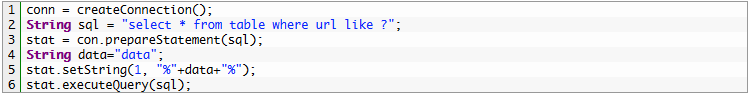 1 conn = createConnection();
2 String sql = "select * from table where url like ?";
3 stat = con.prepareStatement(sql);
4 String data="data";
5 stat.setString(1, "%"+data+"%");
6 stat.executeQuery(sql);